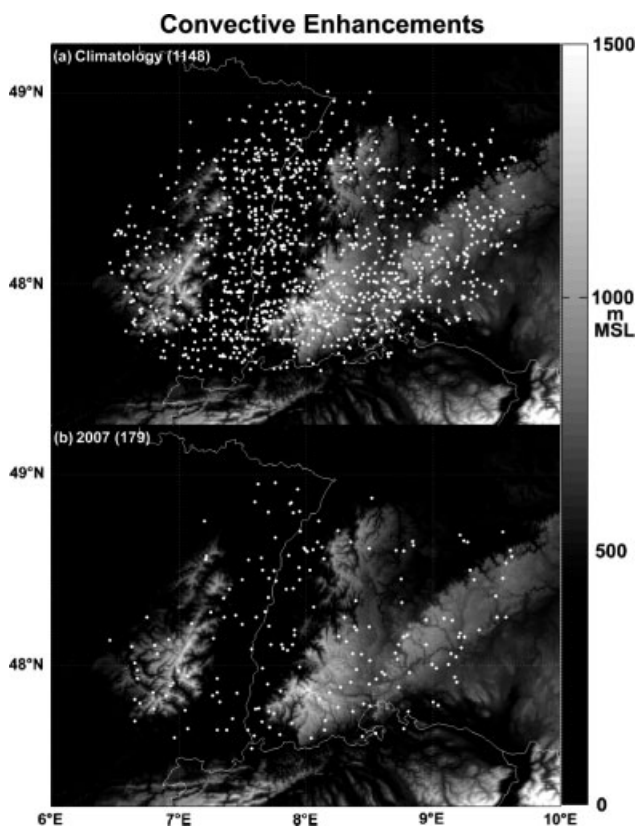 Convective Enhancements
(a) Climatology (1148)
49°N
48°N
1500
1000
m
MSL
(b) 2007 (179)
49°N
48°N
500
0
6°E 7°E 8°E 9°E 10°E